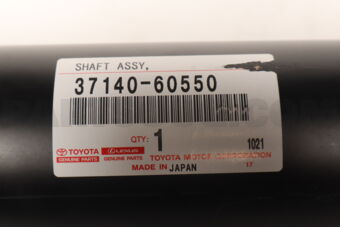 SHAFT ASSY,
37140-60550
QTY: 1 1021
TOYOTA LEXUS TOYOTA MOTOR CORPORATION
GENUINE PARTS GENUINE PARTS MADE IN JAPAN '17